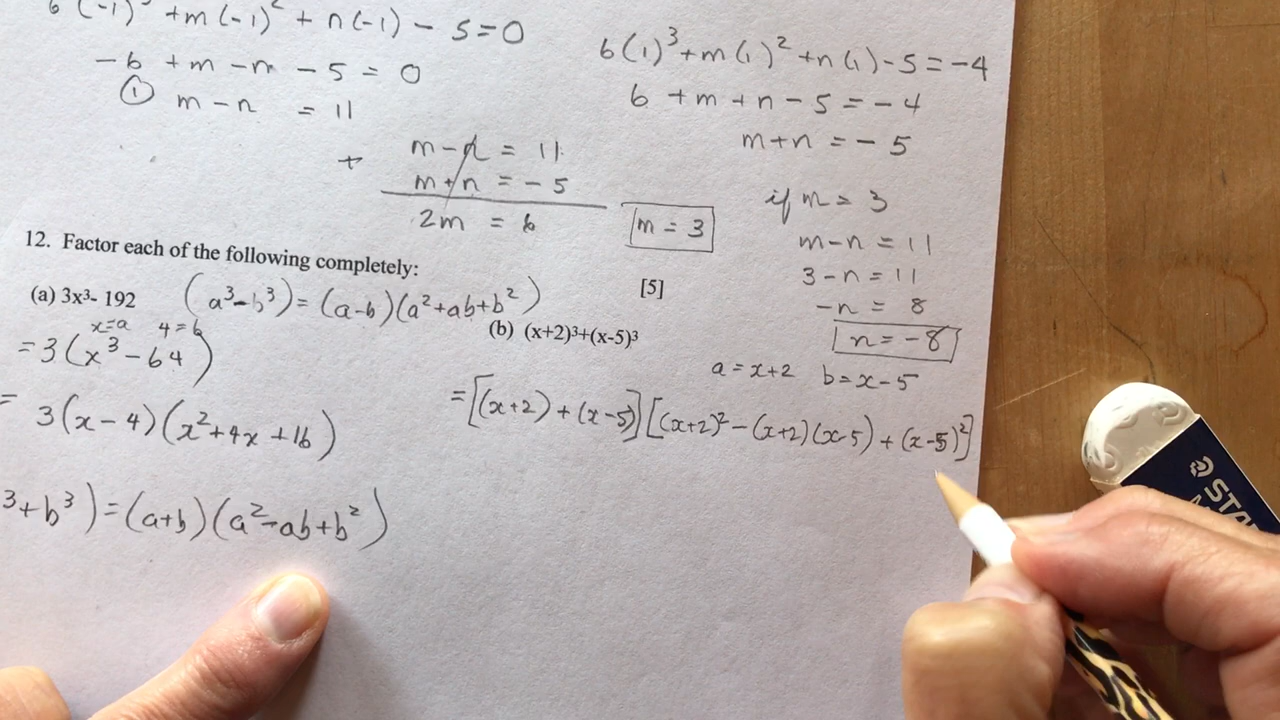 6(-1)³ + m(-1)² + n(-1) - 5 = 0
-6 + m - n - 5 = 0
① m - n = 11
6(1)³ + m(1)² + n(1) - 5 = -4
6 + m + n - 5 = -4
m + n = -5
+ m - n = 11
m + n = -5
2m = 6
m = 3
if m = 3
m - n = 11
3 - n = 11
-n = 8
n = -8
12. Factor each of the following completely:
[5]
(a) 3x³- 192
(a³ - b³) = (a-b)(a² + ab + b²)
x=a 4=b
= 3(x³ - 64)
= 3(x - 4)(x² + 4x + 16)
³ + b³) = (a+b)(a² - ab + b²)
(b) (x+2)³+(x-5)³
a = x+2 b = x-5
= [(x+2) + (x-5)][(x+2)² - (x+2)(x-5) + (x-5)²]